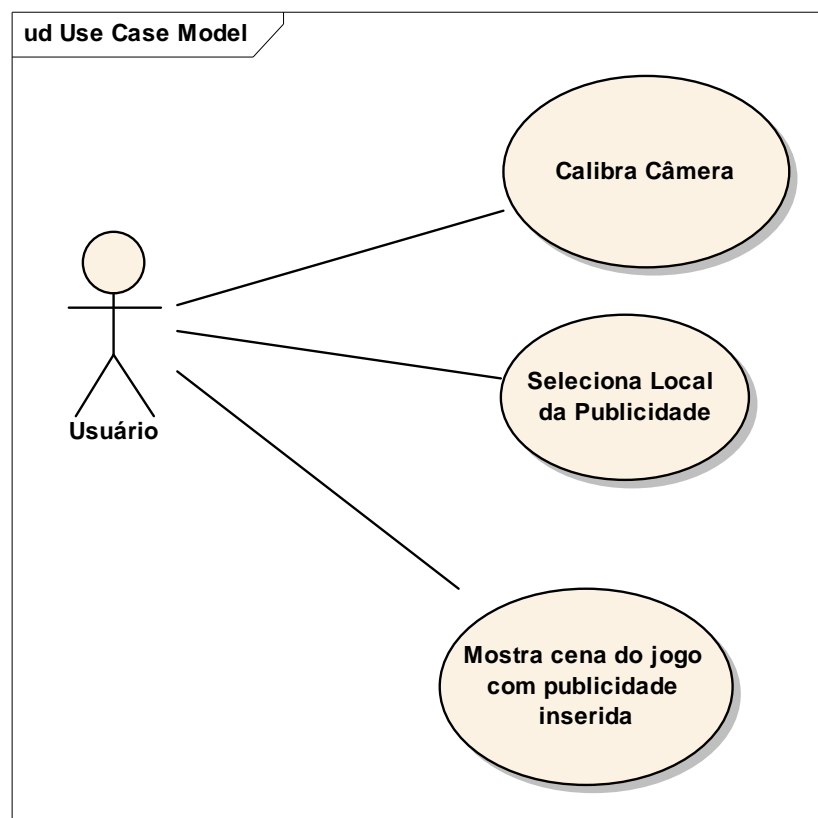 ud Use Case Model
Calibra Câmera
Seleciona Local
da Publicidade
Usuário
Mostra cena do jogo
com publicidade
inserida